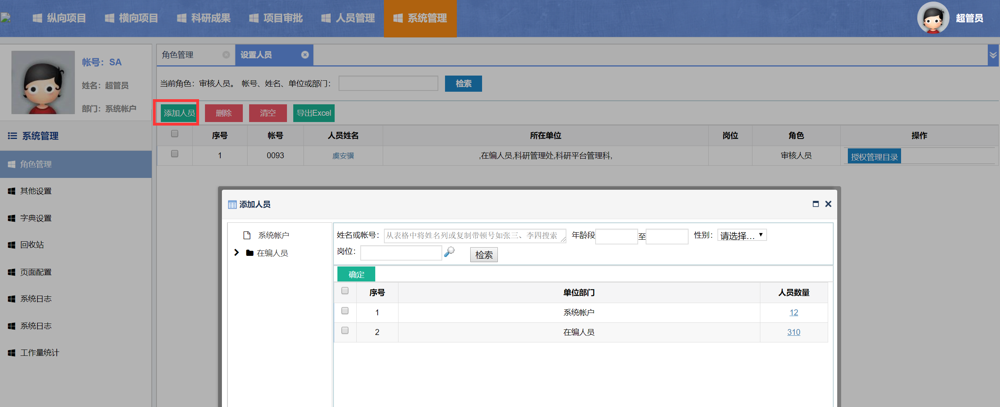 纵向项目 横向项目 科研成果 项目审批 人员管理 系统管理 超管员
帐号：SA
姓名：超管员
部门：系统帐户
系统管理
角色管理
其他设置
字典设置
回收站
页面配置
系统日志
系统日志
工作量统计
角色管理 设置人员
当前角色：审核人员。 帐号、姓名、单位或部门： 检索
添加人员 删除 清空 导出Excel
序号 帐号 人员姓名 所在单位 岗位 角色 操作
1 0093 虞安骥 ,在编人员,科研管理处,科研平台管理科, 审核人员 授权管理目录
添加人员
系统帐户
在编人员
姓名或帐号： 从表格中将姓名列或复制带顿号如张三、李四搜索 年龄段 至 性别： 请选择...
岗位： 检索
确定
序号 单位部门 人员数量
1 系统帐户 12
2 在编人员 310